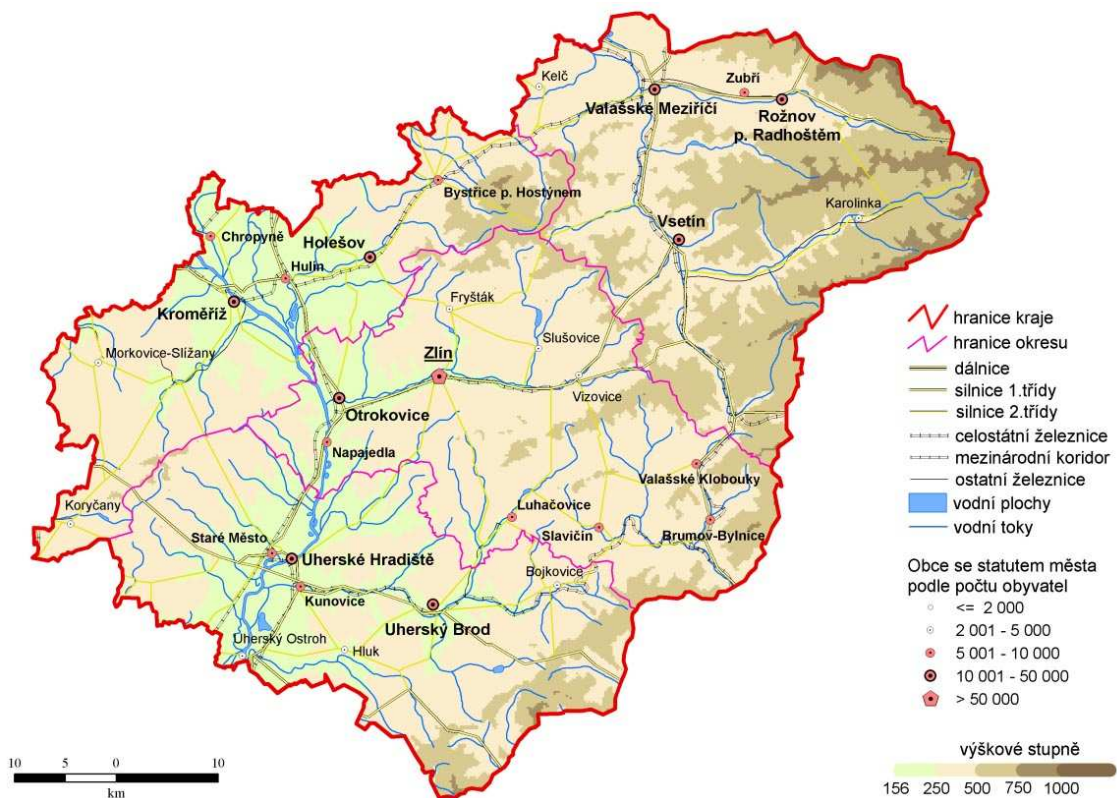 Kelč
Zubří
Valašské Meziříčí
Rožnov
p. Radhoštěm
Bystřice p. Hostýnem
Karolinka
Vsetín
Chropyně
Holešov
Hulín
Kroměříž
Fryšták
Slušovice
Morkovice-Slížany
Zlín
Vizovice
Otrokovice
Napajedla
Valašské Klobouky
Luhačovice
Koryčany
Slavičín
Brumov-Bylnice
Staré Město
Uherské Hradiště
Bojkovice
Kunovice
Uherský Brod
Uherský Ostroh
Hluk
hranice kraje
hranice okresu
dálnice
silnice 1.třídy
silnice 2.třídy
celostátní železnice
mezinárodní koridor
ostatní železnice
vodní plochy
vodní toky
Obce se statutem města
podle počtu obyvatel
<= 2 000
2 001 - 5 000
5 001 - 10 000
10 001 - 50 000
> 50 000
výškové stupně
156 250 500 750 1000
10 5 0 10
km